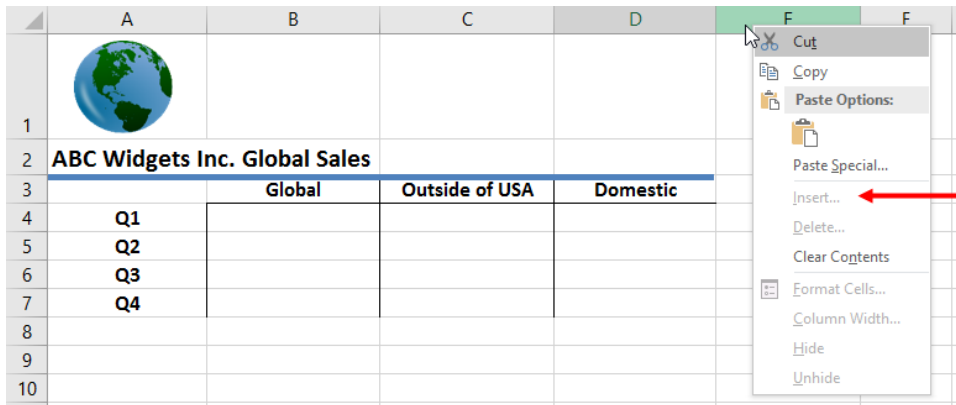 A B C D E F
1
2 ABC Widgets Inc. Global Sales
3 Global Outside of USA Domestic
4 Q1
5 Q2
6 Q3
7 Q4
8
9
10
Cut
Copy
Paste Options:
Paste Special...
Insert...
Delete...
Clear Contents
Format Cells...
Column Width...
Hide
Unhide